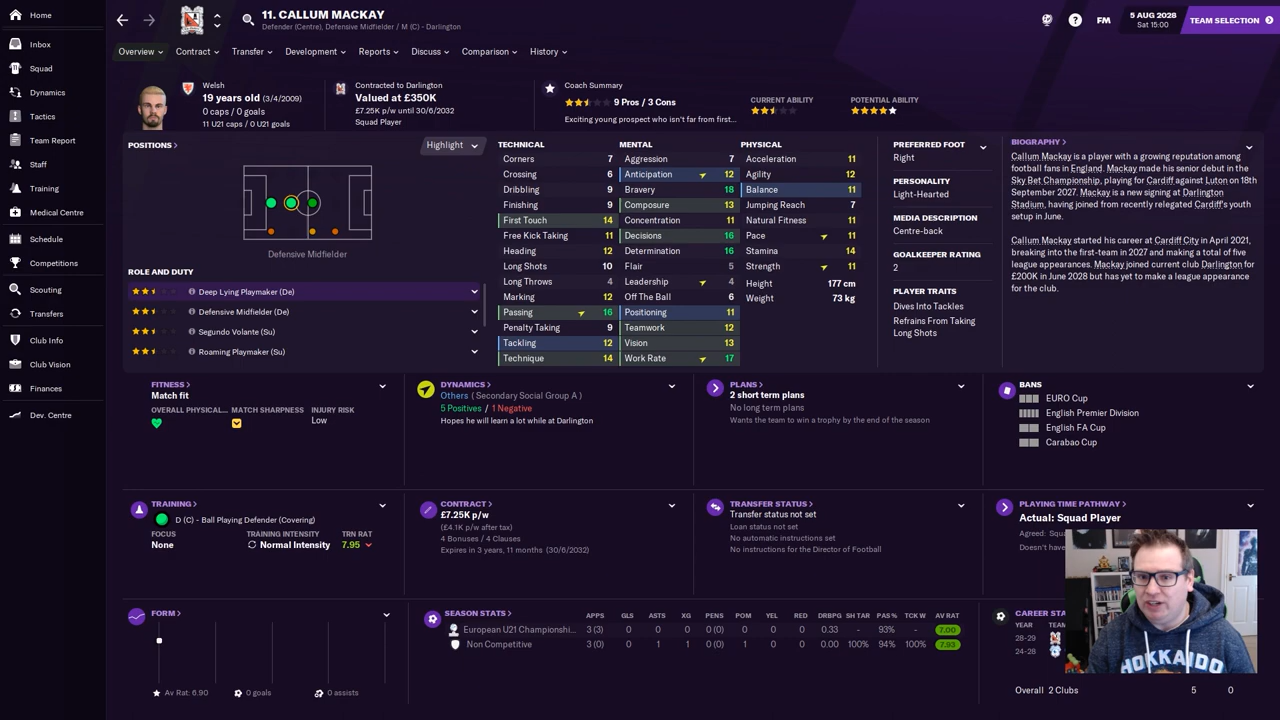 Home
Inbox
Squad
Dynamics
Tactics
Team Report
Staff
Training
Medical Centre
Schedule
Competitions
Scouting
Transfers
Club Info
Club Vision
Finances
Dev. Centre
11. CALLUM MACKAY
Defender (Centre), Defensive Midfielder / M (C) - Darlington
FM
5 AUG 2028
Sat 15:00
TEAM SELECTION
Overview
Contract
Transfer
Development
Reports
Discuss
Comparison
History
Welsh
19 years old (3/4/2009)
0 caps / 0 goals
11 U21 caps / 0 U21 goals
Contracted to Darlington
Valued at £350K
£7.25K p/w until 30/6/2032
Squad Player
Coach Summary
9 Pros / 3 Cons
Exciting young prospect who isn't far from first...
CURRENT ABILITY
POTENTIAL ABILITY
POSITIONS >
Highlight
Defensive Midfielder
ROLE AND DUTY
Deep Lying Playmaker (De)
Defensive Midfielder (De)
Segundo Volante (Su)
Roaming Playmaker (Su)
TECHNICAL
Corners 7
Crossing 6
Dribbling 9
Finishing 9
First Touch 14
Free Kick Taking 11
Heading 12
Long Shots 10
Long Throws 4
Marking 12
Passing 16
Penalty Taking 9
Tackling 12
Technique 14
MENTAL
Aggression 7
Anticipation 12
Bravery 18
Composure 13
Concentration 11
Decisions 16
Determination 16
Flair 5
Leadership 4
Off The Ball 6
Positioning 11
Teamwork 12
Vision 13
Work Rate 17
PHYSICAL
Acceleration 11
Agility 12
Balance 11
Jumping Reach 7
Natural Fitness 11
Pace 11
Stamina 14
Strength 11
Height 177 cm
Weight 73 kg
PREFERRED FOOT
Right
PERSONALITY
Light-Hearted
MEDIA DESCRIPTION
Centre-back
GOALKEEPER RATING
2
PLAYER TRAITS
Dives Into Tackles
Refrains From Taking
Long Shots
BIOGRAPHY >
Callum Mackay is a player with a growing reputation among
football fans in England. Mackay made his senior debut in the
Sky Bet Championship, playing for Cardiff against Luton on 18th
September 2027. Mackay is a new signing at Darlington
Stadium, having joined from recently relegated Cardiff's youth
setup in June.
Callum Mackay started his career at Cardiff City in April 2021,
breaking into the first-team in 2027 and making a total of five
league appearances. Mackay joined current club Darlington for
£200K in June 2028 but has yet to make a league appearance
for the club.
FITNESS >
Match fit
OVERALL PHYSICAL...
MATCH SHARPNESS
INJURY RISK
Low
DYNAMICS >
Others ( Secondary Social Group A )
5 Positives / 1 Negative
Hopes he will learn a lot while at Darlington
PLANS >
2 short term plans
No long term plans
Wants the team to win a trophy by the end of the season
BANS
EURO Cup
English Premier Division
English FA Cup
Carabao Cup
TRAINING >
D (C) - Ball Playing Defender (Covering)
FOCUS
None
TRAINING INTENSITY
Normal Intensity
TRN RAT
7.95
CONTRACT >
£7.25K p/w
(£4.1K p/w after tax)
4 Bonuses / 4 Clauses
Expires in 3 years, 11 months (30/6/2032)
TRANSFER STATUS >
Transfer status not set
Loan status not set
No automatic instructions set
No instructions for the Director of Football
PLAYING TIME PATHWAY >
Actual: Squad Player
Agreed: Squa
Doesn't have
FORM >
Av Rat: 6.90
0 goals
0 assists
SEASON STATS >
APPS GLS ASTS XG PENS POM YEL RED DRBPG SH TAR PAS% TCK W AV RAT
European U21 Championshi... 3 (3) 0 0 0 0 (0) 0 0 0 0.33 - 93% - 7.00
Non Competitive 3 (0) 0 1 1 0 (0) 1 0 0 0.00 100% 94% 100% 7.93
CAREER STA
YEAR TEAM
28-29
24-28
Overall 2 Clubs 5 0
HOKKAIDO